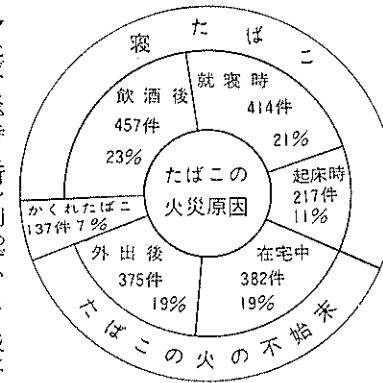 寝たばこ
飲酒後
457件
23%
就寝時
414件
21%
起床時
217件
11%
たばこの
火災原因
かくれたばこ
137件 7%
外出後
375件
19%
在宅中
382件
19%
たばこの火の不始末